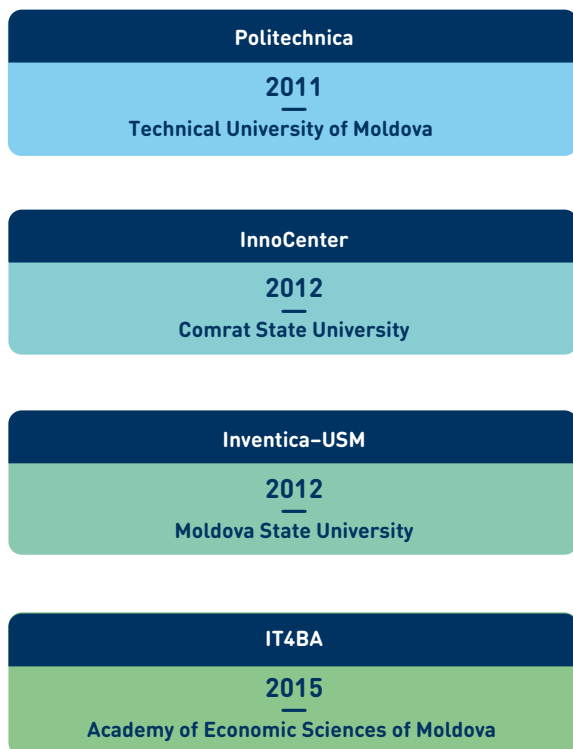 Politechnica
2011
Technical University of Moldova
InnoCenter
2012
Comrat State University
Inventica–USM
2012
Moldova State University
IT4BA
2015
Academy of Economic Sciences of Moldova